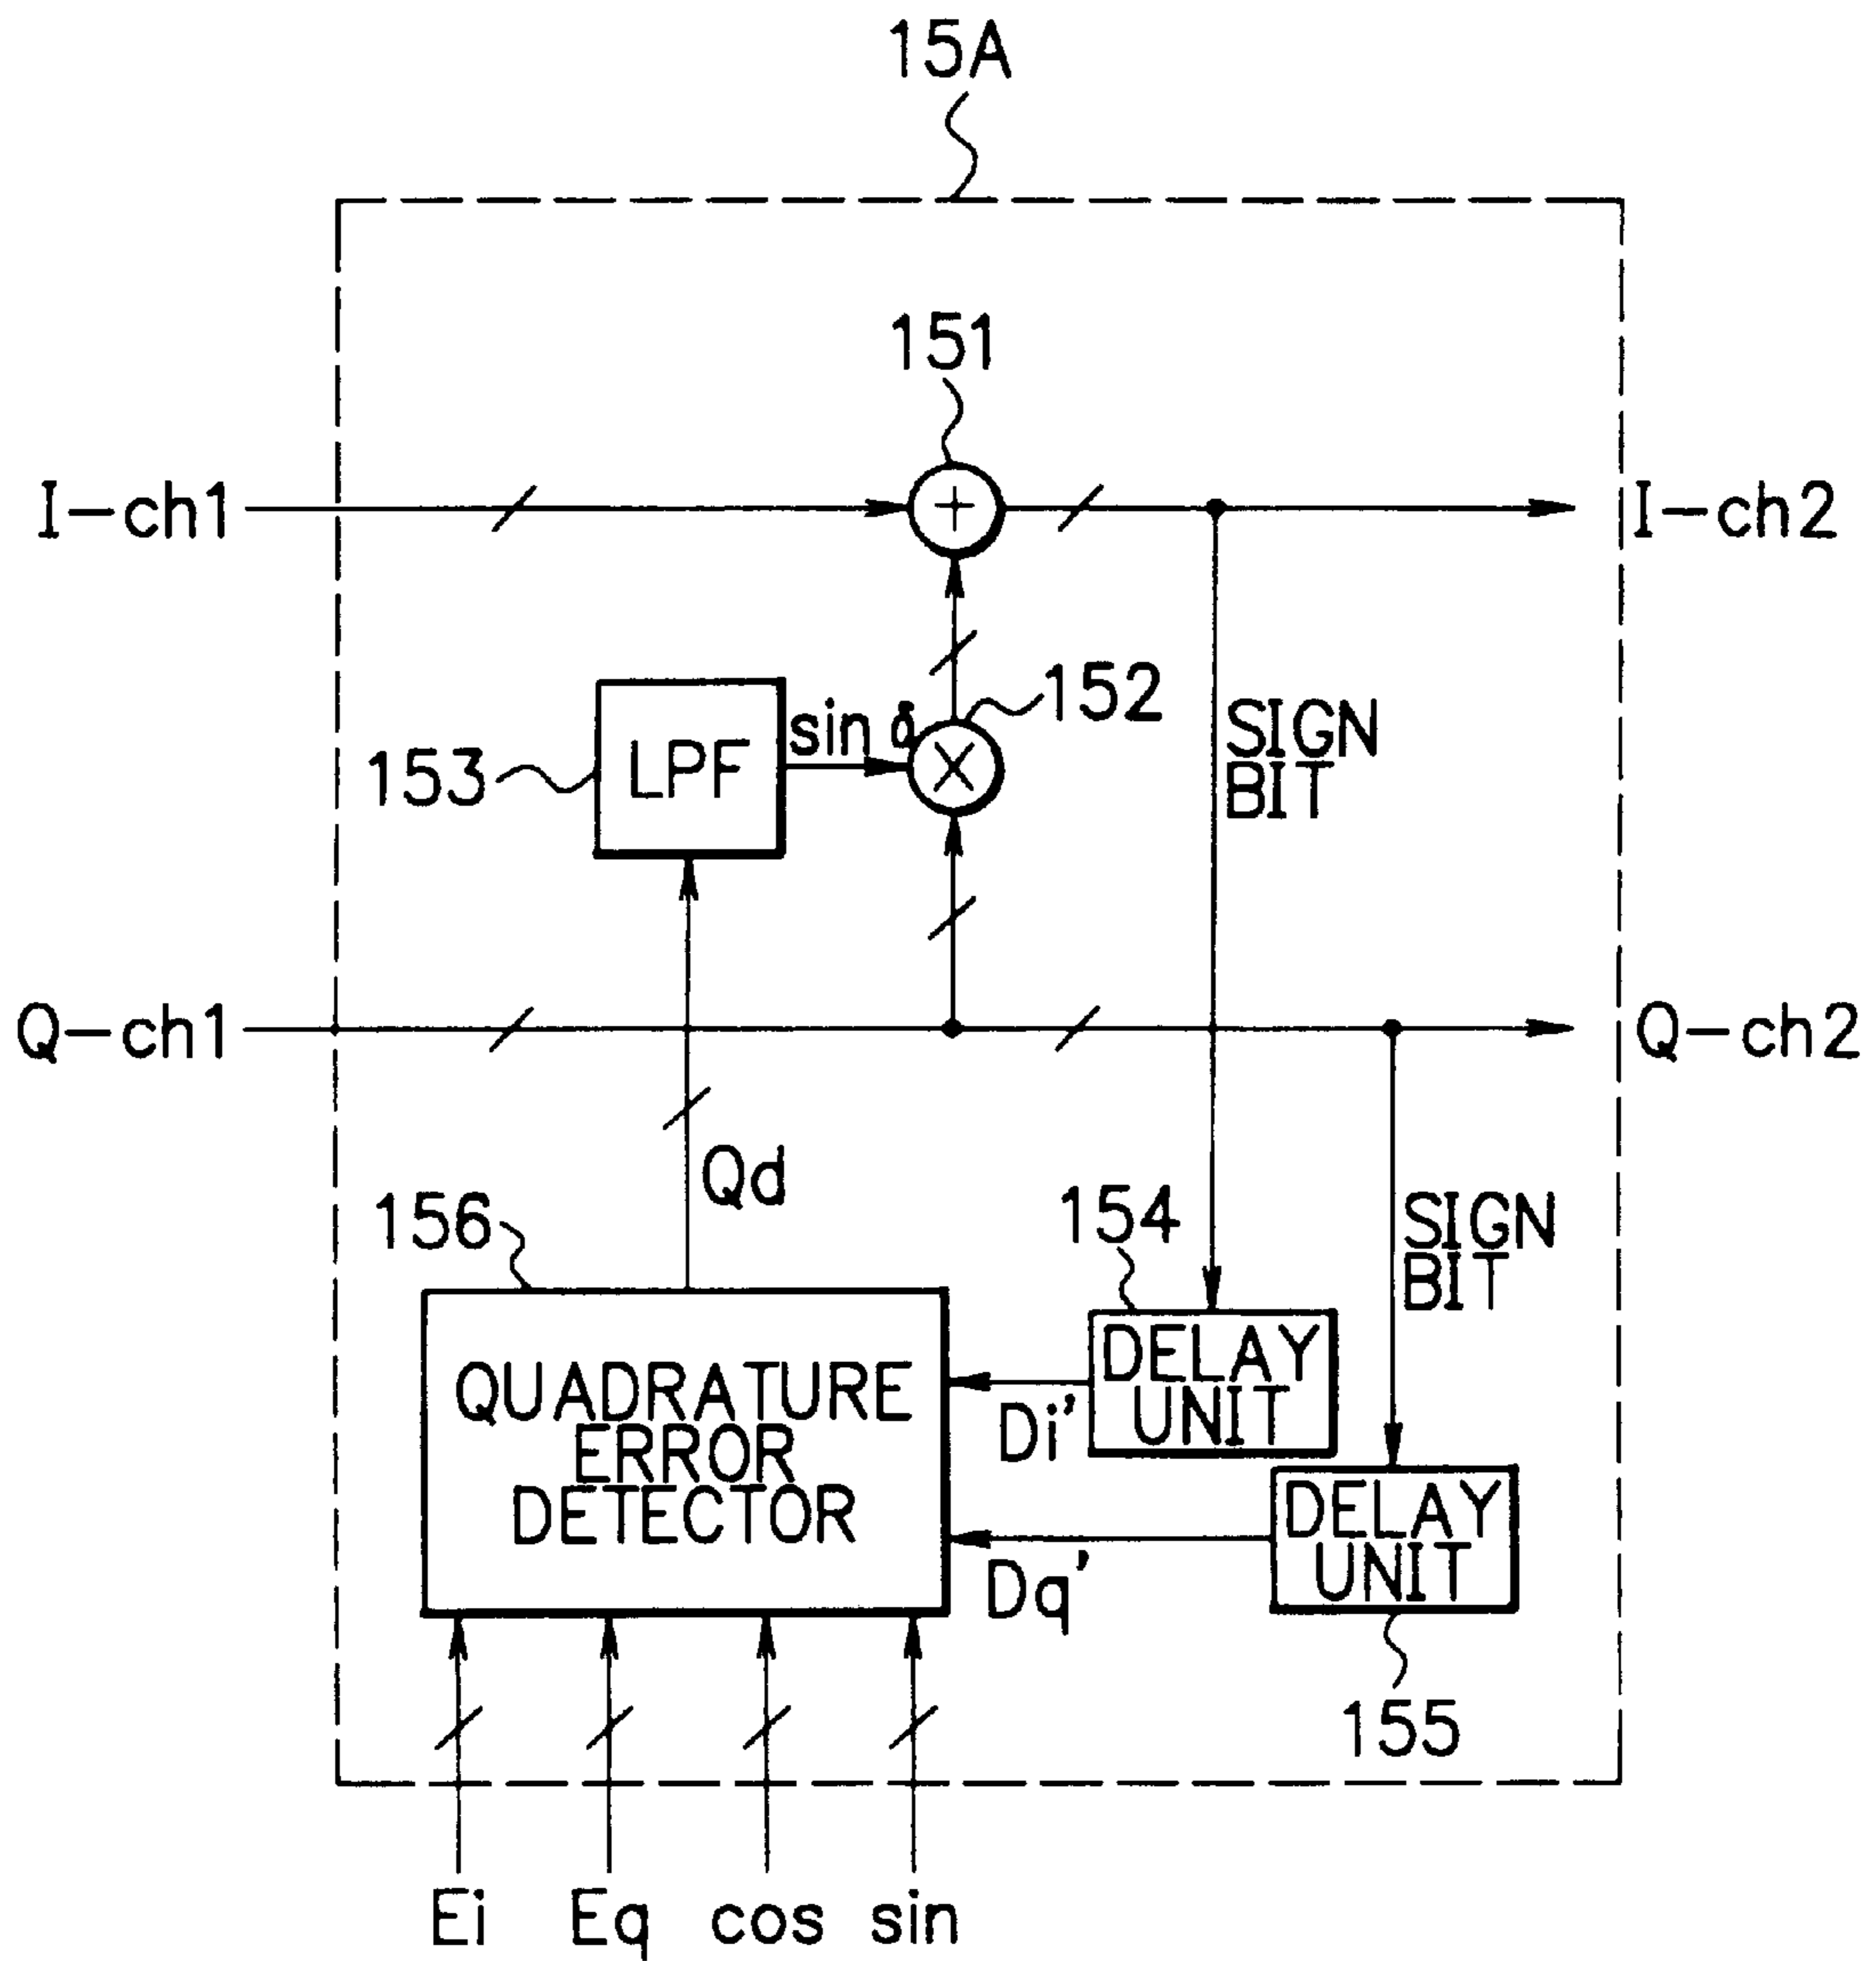 15A
151
I-ch1
I-ch2
152
sin δ
SIGN
BIT
LPF
153
Q-ch1
Q-ch2
Qd
156
154
SIGN
BIT
DELAY
UNIT
QUADRATURE
ERROR
DETECTOR
Di'
DELAY
UNIT
Dq'
155
Ei Eq cos sin